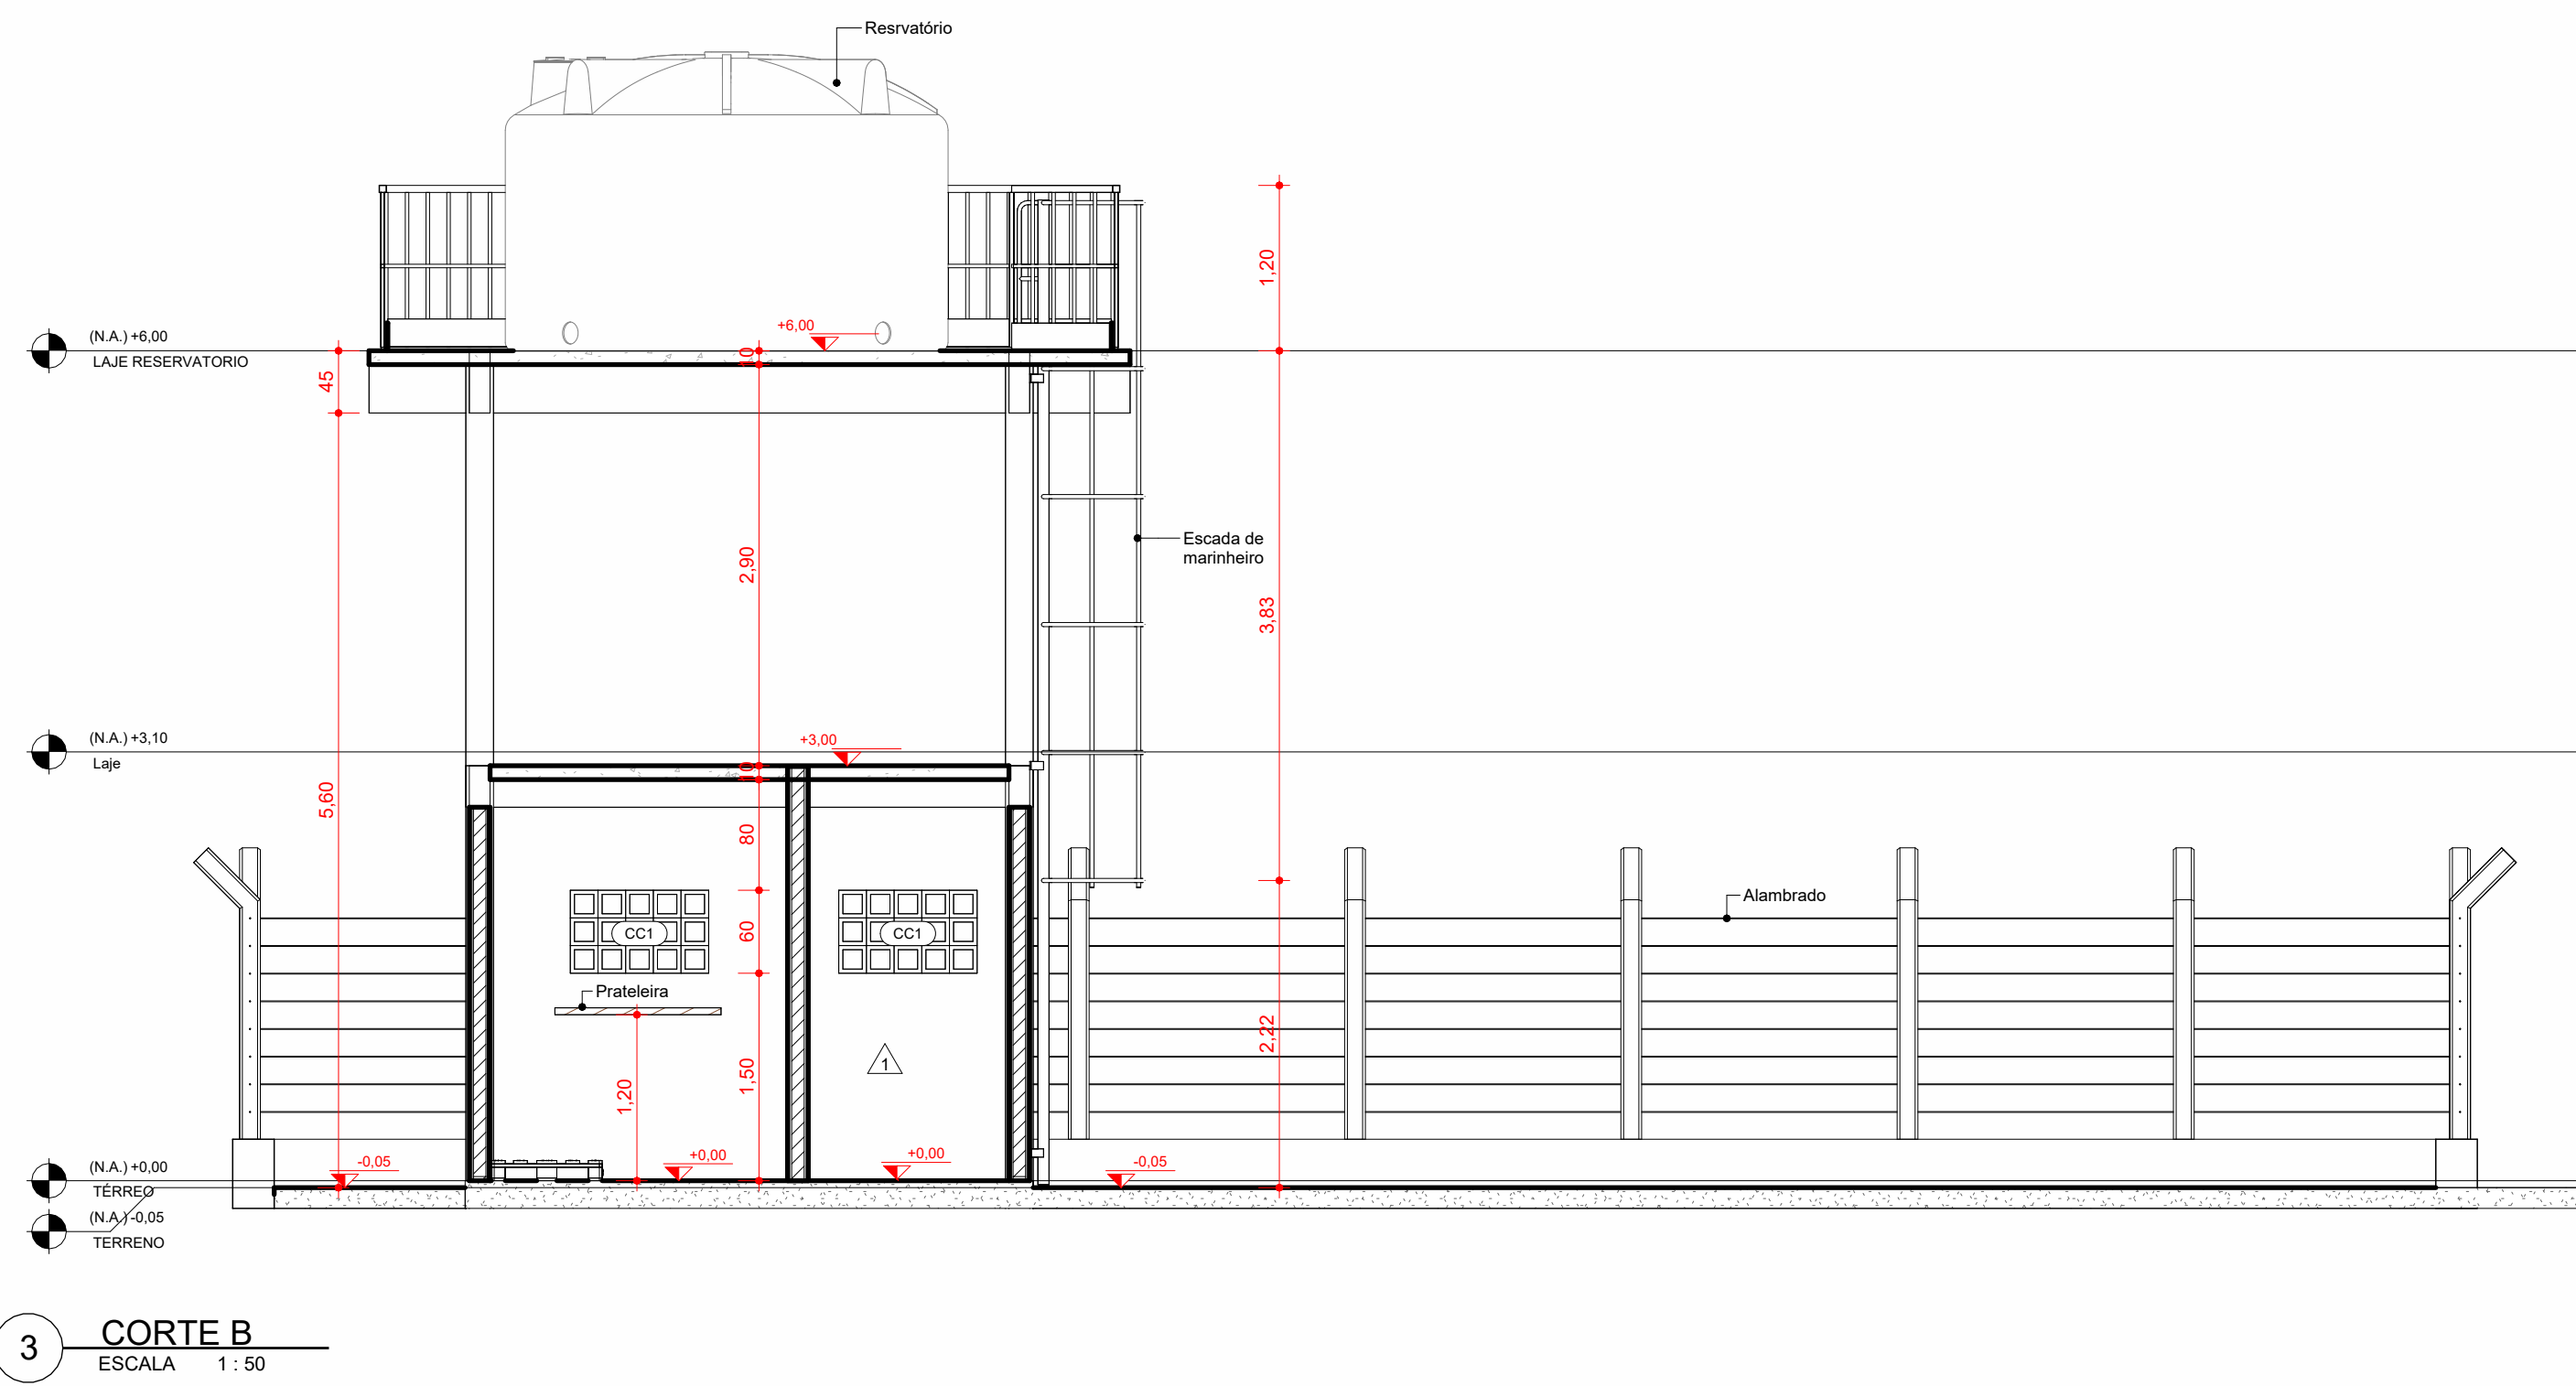 Resrvatório
1,20
(N.A.) +6,00
LAJE RESERVATORIO
+6,00
10
45
2,90
Escada de
marinheiro
3,83
(N.A.) +3,10
Laje
+3,00
10
5,60
80
Alambrado
CC1
CC1
60
Prateleira
2,22
1
1,50
1,20
(N.A.) +0,00
TÉRREO
-0,05
+0,00
+0,00
-0,05
(N.A.) -0,05
TERRENO
3
CORTE B
ESCALA 1 : 50